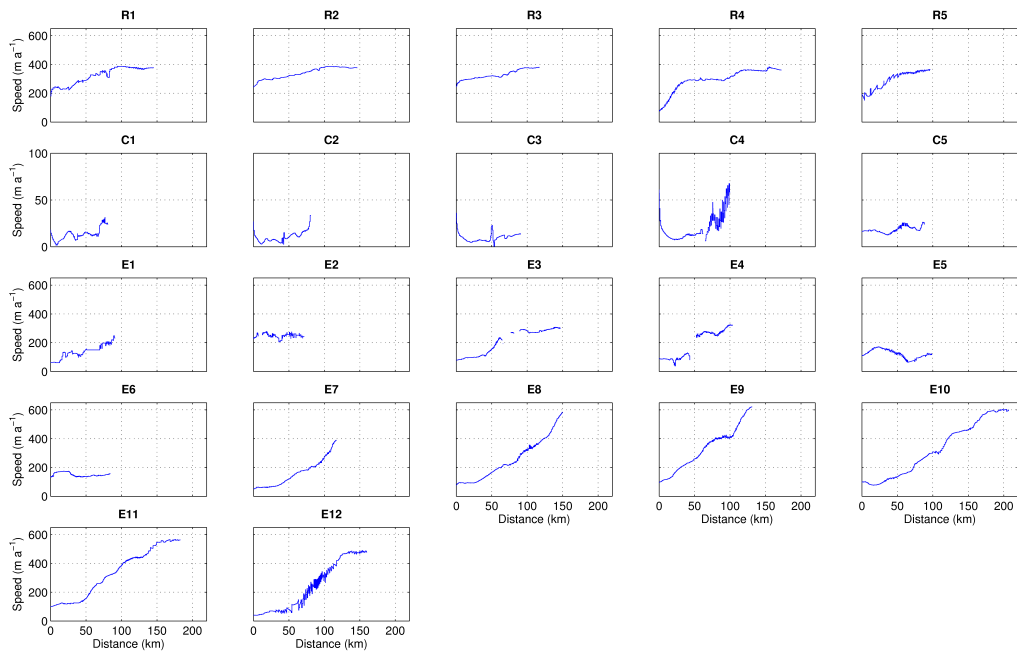 R1 R2 R3 R4 R5
600
400
200
0
Speed (m a⁻¹)
C1 C2 C3 C4 C5
100
50
0
Speed (m a⁻¹)
E1 E2 E3 E4 E5
600
400
200
0
Speed (m a⁻¹)
E6 E7 E8 E9 E10
600
400
200
0
Speed (m a⁻¹)
0 50 100 150 200 0 50 100 150 200 0 50 100 150 200
Distance (km) Distance (km) Distance (km)
E11 E12
600
400
200
0
Speed (m a⁻¹)
0 50 100 150 200 0 50 100 150 200
Distance (km) Distance (km)